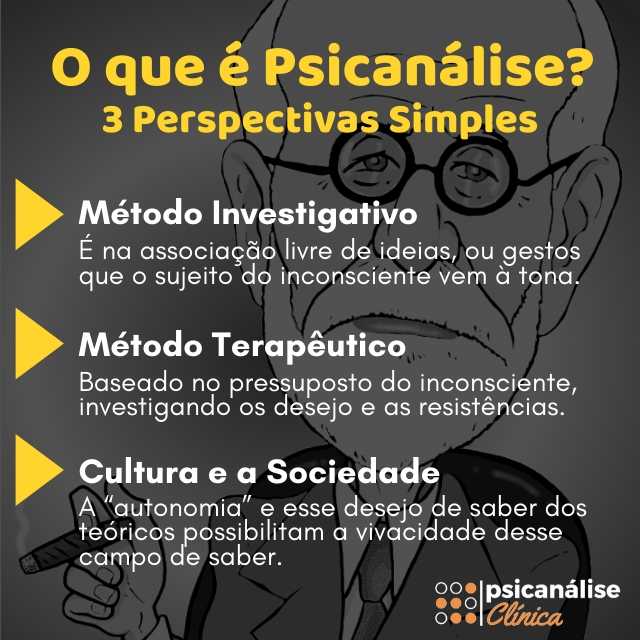 O que é Psicanálise?
3 Perspectivas Simples
Método Investigativo
É na associação livre de ideias, ou gestos
que o sujeito do inconsciente vem à tona.
Método Terapêutico
Baseado no pressuposto do inconsciente,
investigando os desejo e as resistências.
Cultura e a Sociedade
A “autonomia” e esse desejo de saber dos
teóricos possibilitam a vivacidade desse
campo de saber.
psicanálise
Clínica